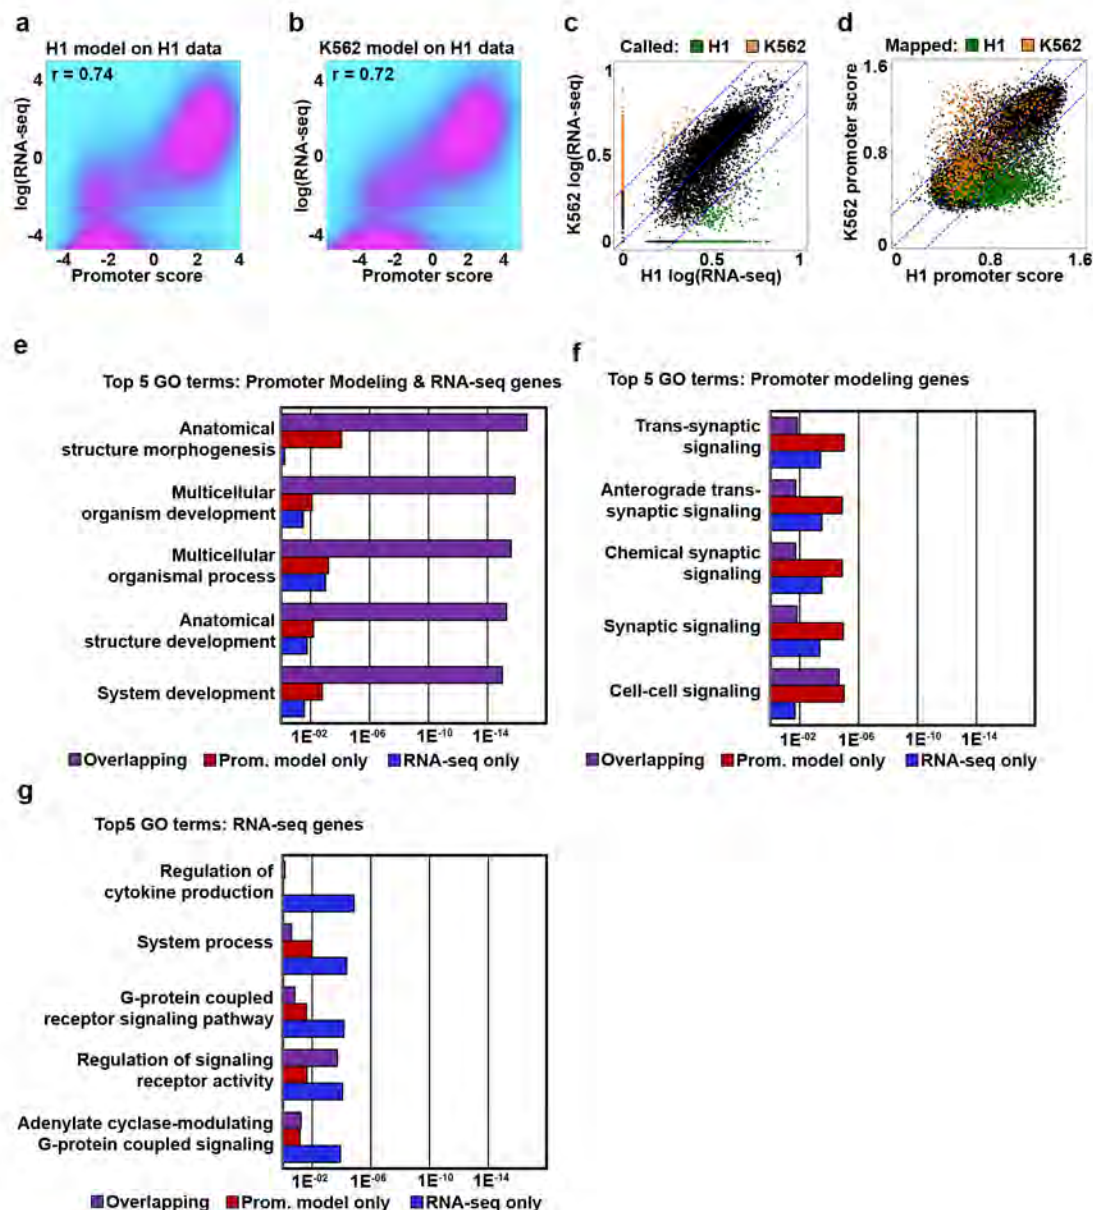 a
H1 model on H1 data
r = 0.74
log(RNA-seq)
4
0
-4
-4 -2 0 2 4
Promoter score
b
K562 model on H1 data
r = 0.72
log(RNA-seq)
4
0
-4
-4 -2 0 2 4
Promoter score
c
Called: H1 K562
K562 log(RNA-seq)
1
0.5
0
0 0.5 1
H1 log(RNA-seq)
d
Mapped: H1 K562
K562 promoter score
1.6
0.8
0
0 0.8 1.6
H1 promoter score
e
Top 5 GO terms: Promoter Modeling & RNA-seq genes
Anatomical
structure morphogenesis
Multicellular
organism development
Multicellular
organismal process
Anatomical
structure development
System development
1E-02 1E-06 1E-10 1E-14
Overlapping Prom. model only RNA-seq only
f
Top 5 GO terms: Promoter modeling genes
Trans-synaptic
signaling
Anterograde trans-
synaptic signaling
Chemical synaptic
signaling
Synaptic signaling
Cell-cell signaling
1E-02 1E-06 1E-10 1E-14
Overlapping Prom. model only RNA-seq only
g
Top5 GO terms: RNA-seq genes
Regulation of
cytokine production
System process
G-protein coupled
receptor signaling pathway
Regulation of signaling
receptor activity
Adenylate cyclase-modulating
G-protein coupled signaling
1E-02 1E-06 1E-10 1E-14
Overlapping Prom. model only RNA-seq only